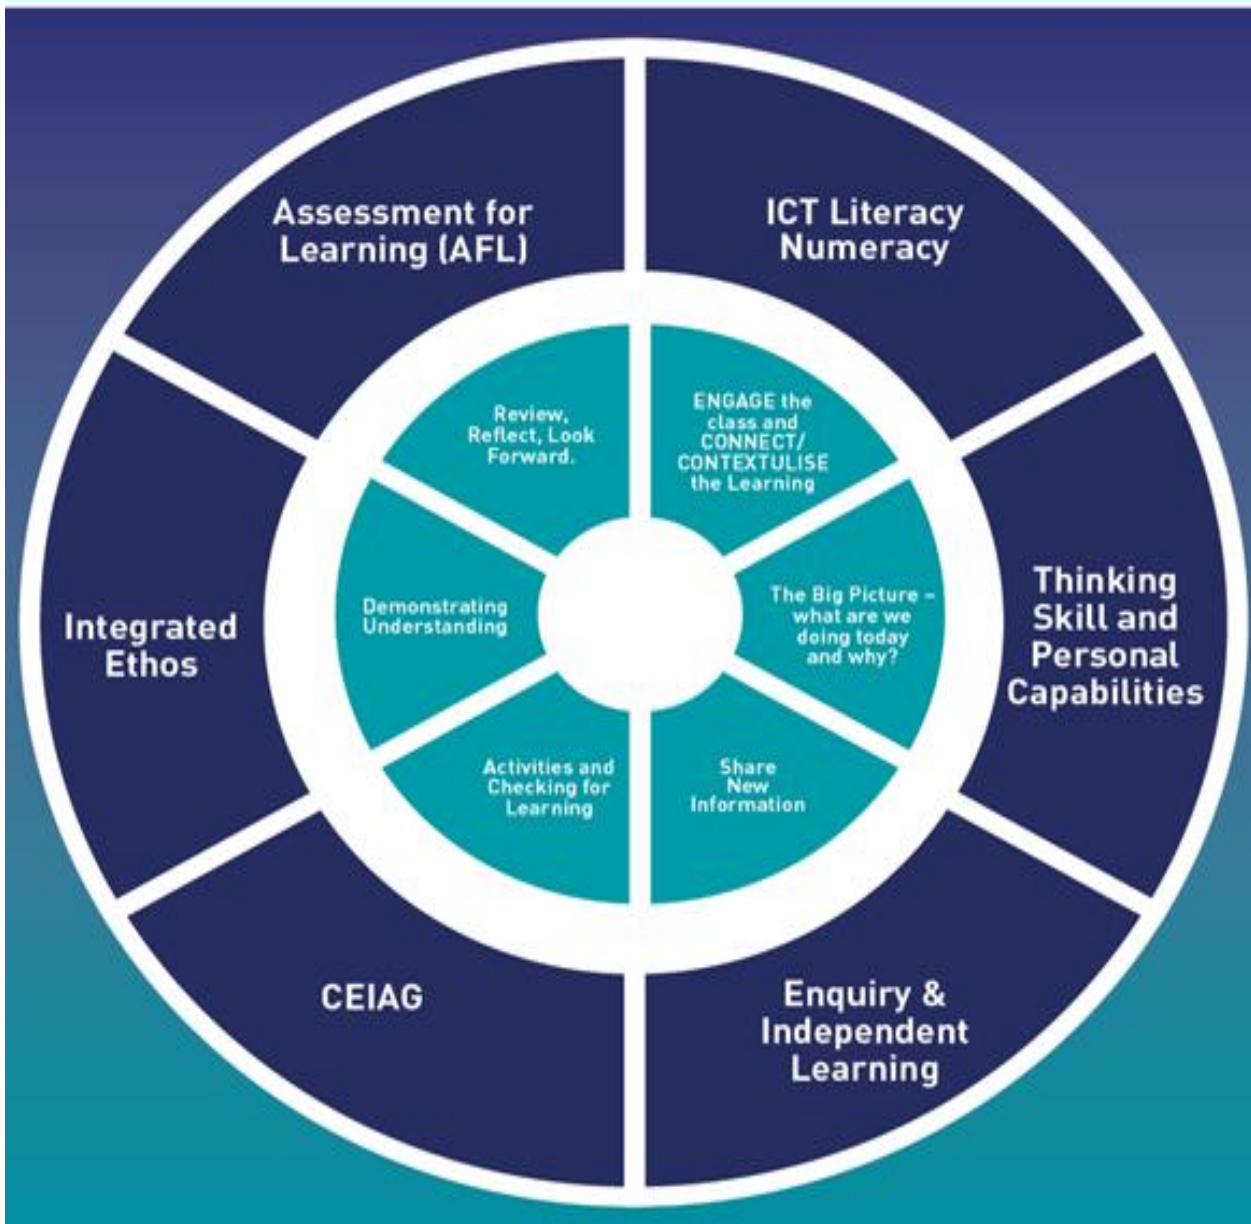 Assessment for
Learning (AFL)
ICT Literacy
Numeracy
Thinking
Skill and
Personal
Capabilities
Enquiry &
Independent
Learning
CEIAG
Integrated
Ethos
Review,
Reflect, Look
Forward.
ENGAGE the
class and
CONNECT/
CONTEXTULISE
the Learning
The Big Picture –
what are we
doing today
and why?
Share
New
Information
Activities and
Checking for
Learning
Demonstrating
Understanding